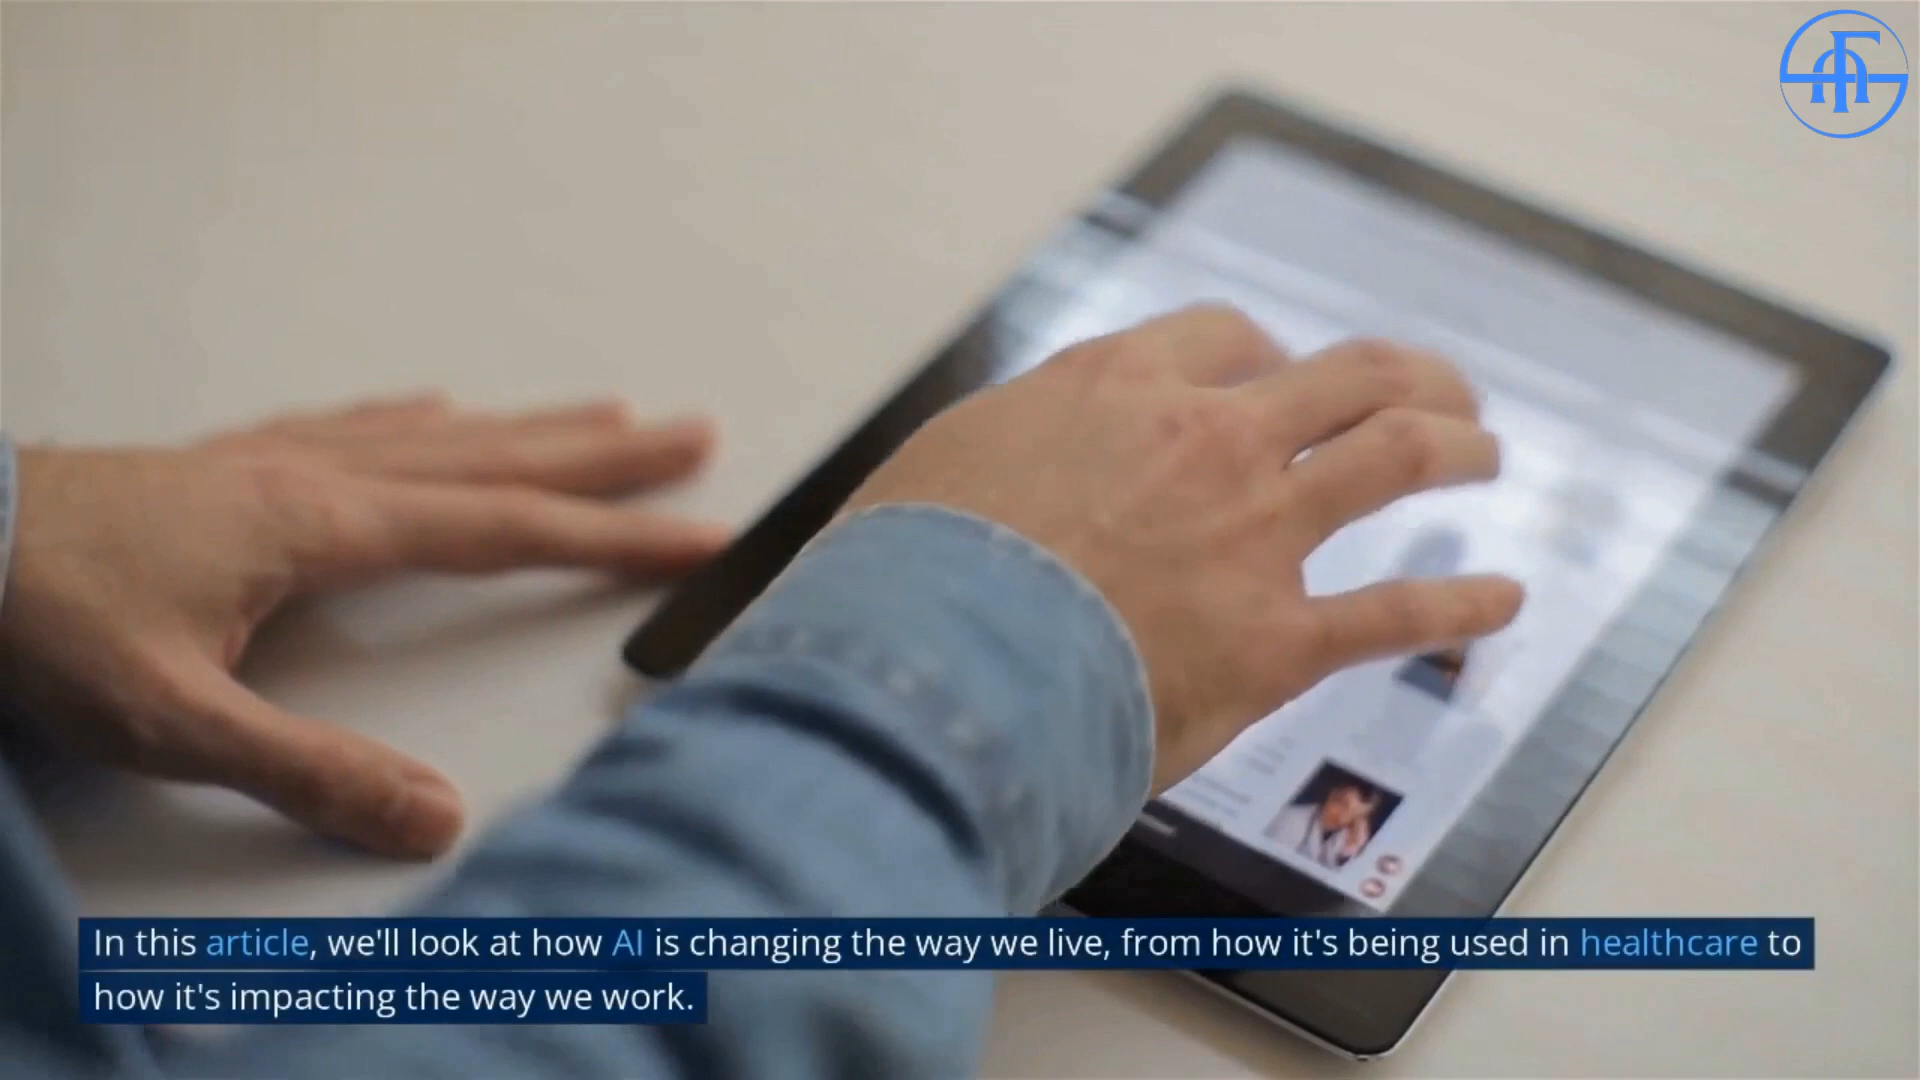 In this article, we'll look at how AI is changing the way we live, from how it's being used in healthcare to
how it's impacting the way we work.